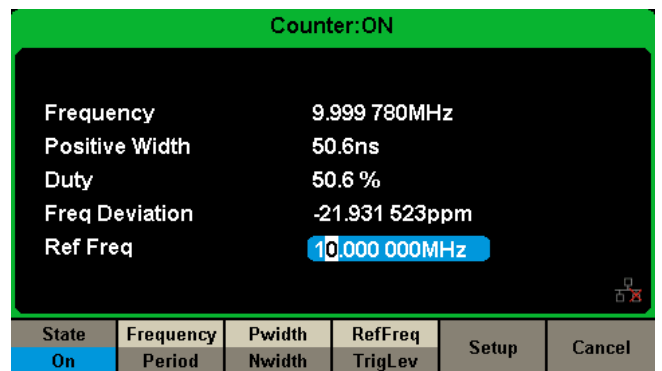 Counter:ON
Frequency 9.999 780MHz
Positive Width 50.6ns
Duty 50.6 %
Freq Deviation -21.931 523ppm
Ref Freq 10.000 000MHz
State Frequency Pwidth RefFreq Setup Cancel
On Period Nwidth TrigLev